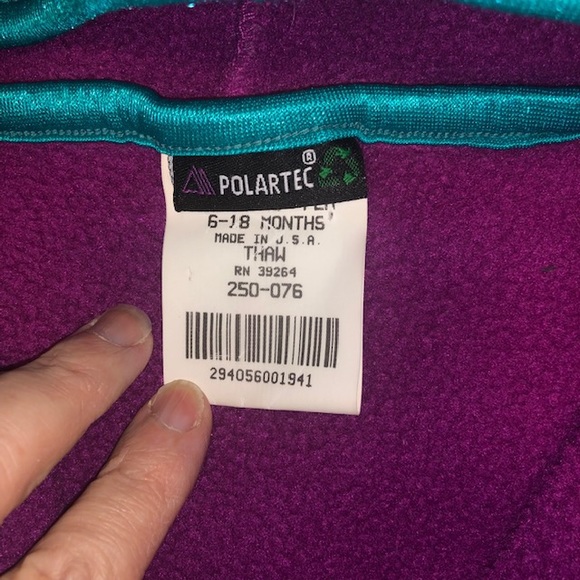 POLARTEC®
6-18 MONTHS
MADE IN U.S.A.
THAW
RN 39264
250-076
294056001941